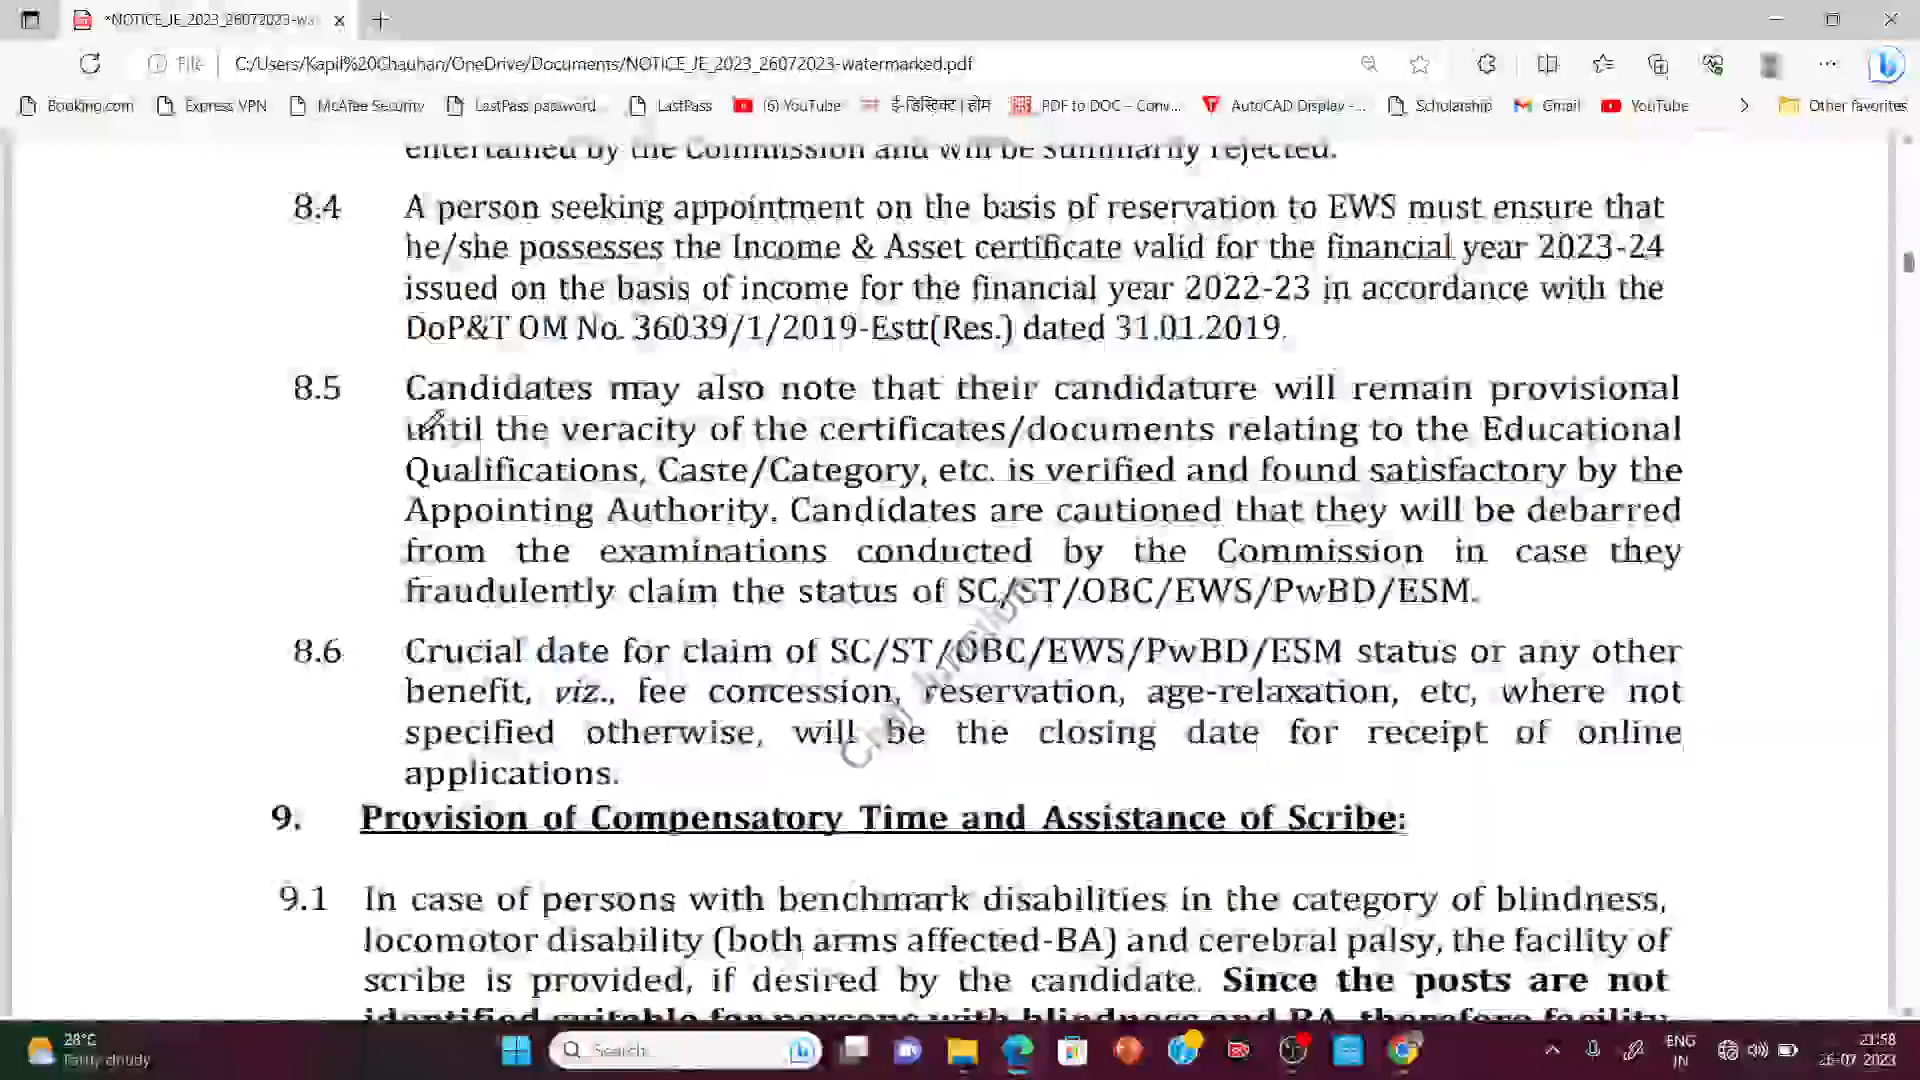 *NOTICE_JE_2023_26072023-wa
File
C:/Users/Kapil%20Chauhan/OneDrive/Documents/NOTICE_JE_2023_26072023-watermarked.pdf
Booking.com
Express VPN
McAfee Security
LastPass password...
LastPass
(6) YouTube
ई-डिस्ट्रिक्ट | होम
PDF to DOC – Conv...
AutoCAD Display -...
Scholarship
Gmail
YouTube
Other favorites
entertained by the Commission and will be summarily rejected.
8.4 A person seeking appointment on the basis of reservation to EWS must ensure that
he/she possesses the Income & Asset certificate valid for the financial year 2023-24
issued on the basis of income for the financial year 2022-23 in accordance with the
DoP&T OM No. 36039/1/2019-Estt(Res.) dated 31.01.2019.
8.5 Candidates may also note that their candidature will remain provisional
until the veracity of the certificates/documents relating to the Educational
Qualifications, Caste/Category, etc. is verified and found satisfactory by the
Appointing Authority. Candidates are cautioned that they will be debarred
from the examinations conducted by the Commission in case they
fraudulently claim the status of SC/ST/OBC/EWS/PwBD/ESM.
8.6 Crucial date for claim of SC/ST/OBC/EWS/PwBD/ESM status or any other
benefit, viz., fee concession, reservation, age-relaxation, etc, where not
specified otherwise, will be the closing date for receipt of online
applications.
9. Provision of Compensatory Time and Assistance of Scribe:
9.1 In case of persons with benchmark disabilities in the category of blindness,
locomotor disability (both arms affected-BA) and cerebral palsy, the facility of
scribe is provided, if desired by the candidate. Since the posts are not
identified suitable for persons with blindness and BA, therefore facility
28°C
Partly cloudy
Search
ENG
IN
21:58
26-07-2023